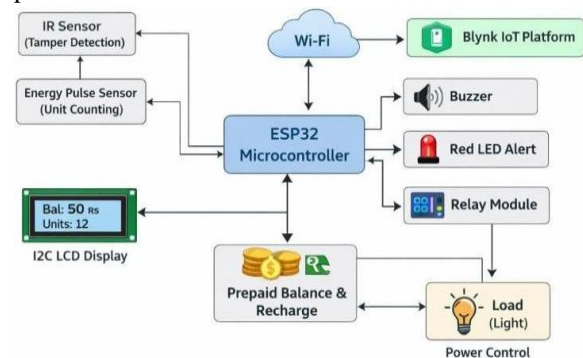 IR Sensor
(Tamper Detection)
Wi-Fi
Blynk IoT Platform
Energy Pulse Sensor
(Unit Counting)
Buzzer
ESP32
Microcontroller
Red LED Alert
Bal: 50 RS
Units: 12
Relay Module
I2C LCD Display
Prepaid Balance &
Recharge
Load
(Light)
Power Control